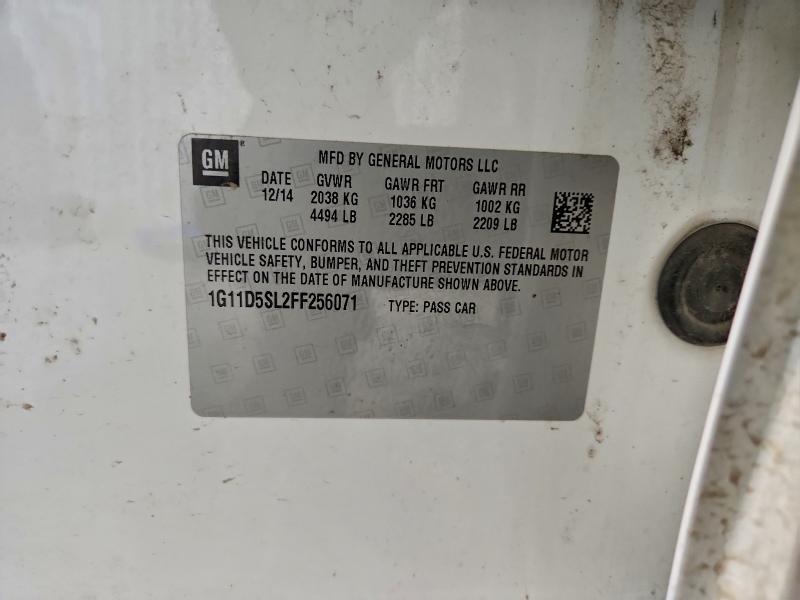 GM
MFD BY GENERAL MOTORS LLC
DATE GVWR GAWR FRT GAWR RR
12/14 2038 KG 1036 KG 1002 KG
4494 LB 2285 LB 2209 LB
THIS VEHICLE CONFORMS TO ALL APPLICABLE U.S. FEDERAL MOTOR
VEHICLE SAFETY, BUMPER, AND THEFT PREVENTION STANDARDS IN
EFFECT ON THE DATE OF MANUFACTURE SHOWN ABOVE.
1G11D5SL2FF256071 TYPE: PASS CAR